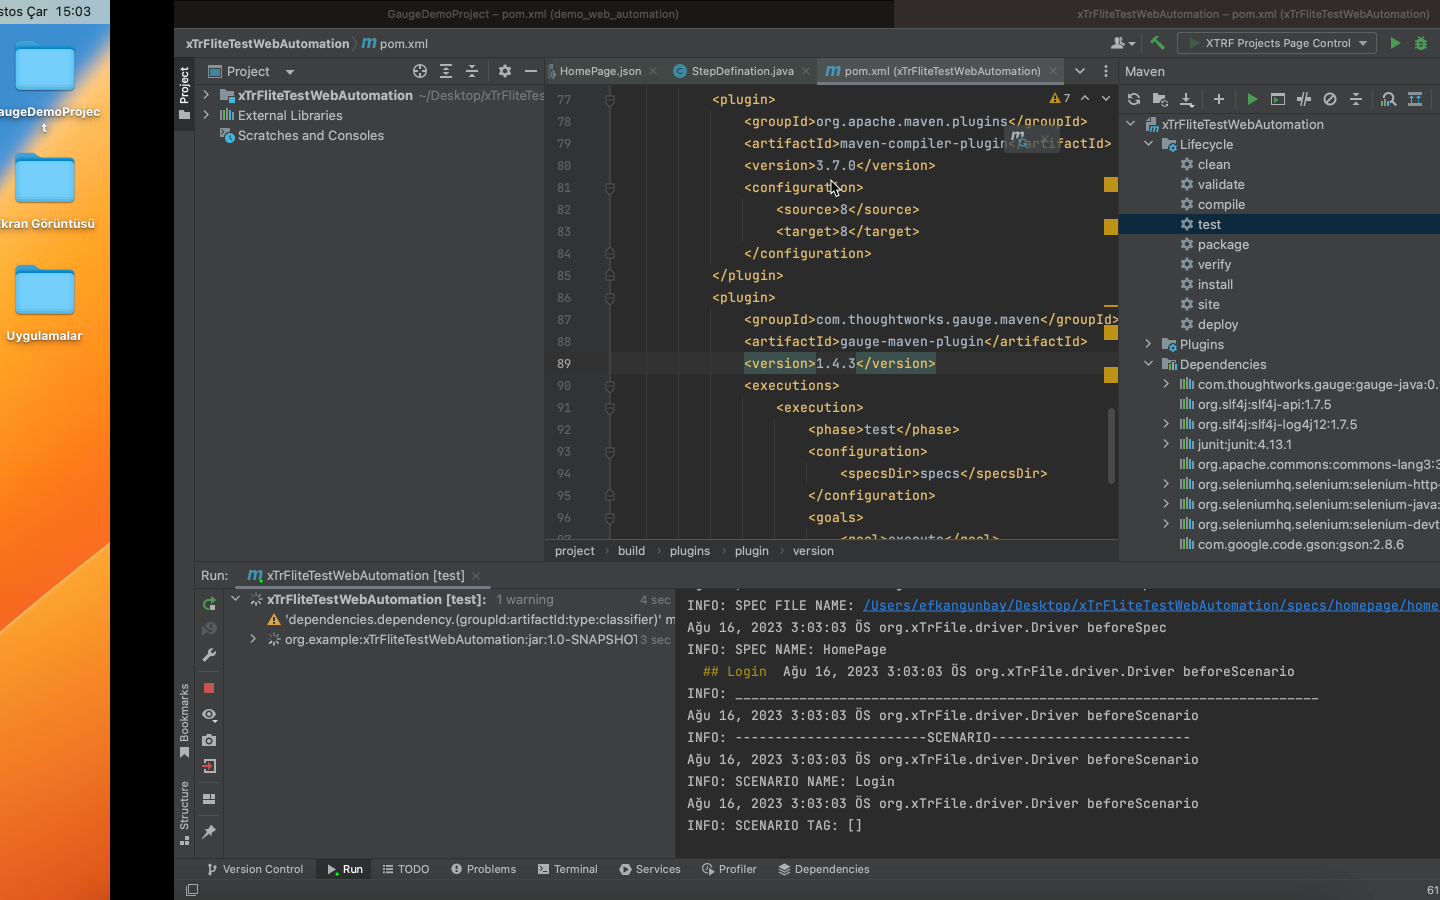 stos Çar 15:03
augeDemoProjec
t
kran Görüntüsü
Uygulamalar
GaugeDemoProject – pom.xml (demo_web_automation)
xTrFliteTestWebAutomation – pom.xml (xTrFliteTestWebAutomation)
xTrFliteTestWebAutomation
m pom.xml
XTRF Projects Page Control
Project
Project
xTrFliteTestWebAutomation ~/Desktop/xTrFliteTes
External Libraries
Scratches and Consoles
HomePage.json
StepDefination.java
m pom.xml (xTrFliteTestWebAutomation)
7
77 <plugin>
78 <groupId>org.apache.maven.plugins</groupId>
79 <artifactId>maven-compiler-plugin</artifactId>
80 <version>3.7.0</version>
81 <configuration>
82 <source>8</source>
83 <target>8</target>
84 </configuration>
85 </plugin>
86 <plugin>
87 <groupId>com.thoughtworks.gauge.maven</groupId>
88 <artifactId>gauge-maven-plugin</artifactId>
89 <version>1.4.3</version>
90 <executions>
91 <execution>
92 <phase>test</phase>
93 <configuration>
94 <specsDir>specs</specsDir>
95 </configuration>
96 <goals>
97 <goal>execute</goal>
project › build › plugins › plugin › version
Maven
xTrFliteTestWebAutomation
Lifecycle
clean
validate
compile
test
package
verify
install
site
deploy
Plugins
Dependencies
com.thoughtworks.gauge:gauge-java:0.
org.slf4j:slf4j-api:1.7.5
org.slf4j:slf4j-log4j12:1.7.5
junit:junit:4.13.1
org.apache.commons:commons-lang3:3
org.seleniumhq.selenium:selenium-http-
org.seleniumhq.selenium:selenium-java:
org.seleniumhq.selenium:selenium-devt
com.google.code.gson:gson:2.8.6
Run:
m xTrFliteTestWebAutomation [test]
xTrFliteTestWebAutomation [test]: 1 warning 4 sec
'dependencies.dependency.(groupId:artifactId:type:classifier)' m
org.example:xTrFliteTestWebAutomation:jar:1.0-SNAPSHOT 3 sec
INFO: SPEC FILE NAME: /Users/efkangunbay/Desktop/xTrFliteTestWebAutomation/specs/homepage/home
Ağu 16, 2023 3:03:03 ÖS org.xTrFile.driver.Driver beforeSpec
INFO: SPEC NAME: HomePage
## Login Ağu 16, 2023 3:03:03 ÖS org.xTrFile.driver.Driver beforeScenario
INFO: _________________________________________________________________________
Ağu 16, 2023 3:03:03 ÖS org.xTrFile.driver.Driver beforeScenario
INFO: ------------------------SCENARIO-------------------------
Ağu 16, 2023 3:03:03 ÖS org.xTrFile.driver.Driver beforeScenario
INFO: SCENARIO NAME: Login
Ağu 16, 2023 3:03:03 ÖS org.xTrFile.driver.Driver beforeScenario
INFO: SCENARIO TAG: []
Bookmarks
Structure
Version Control
Run
TODO
Problems
Terminal
Services
Profiler
Dependencies
61